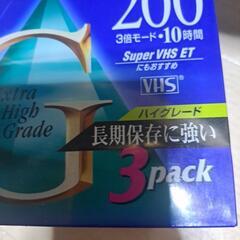 200
3倍モード・10時間
Super VHS ET
にもおすすめ
VHS
Extra
High
Grade
G
ハイグレード
長期保存に強い
3pack